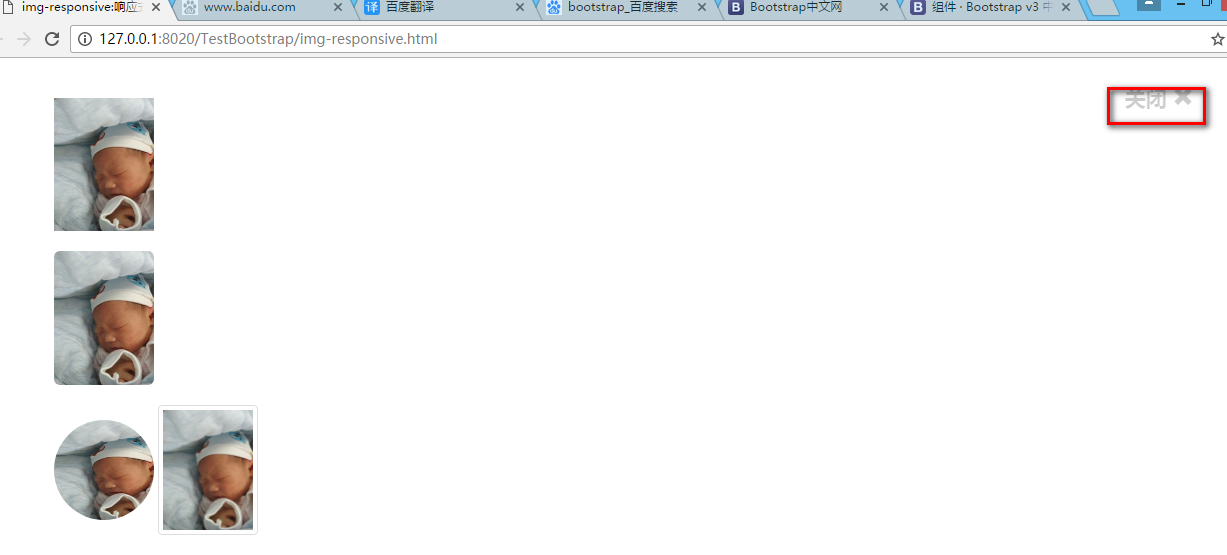 img-responsive:响应
www.baidu.com
百度翻译
bootstrap_百度搜索
Bootstrap中文网
组件 · Bootstrap v3 中
127.0.0.1:8020/TestBootstrap/img-responsive.html
关闭 ✖